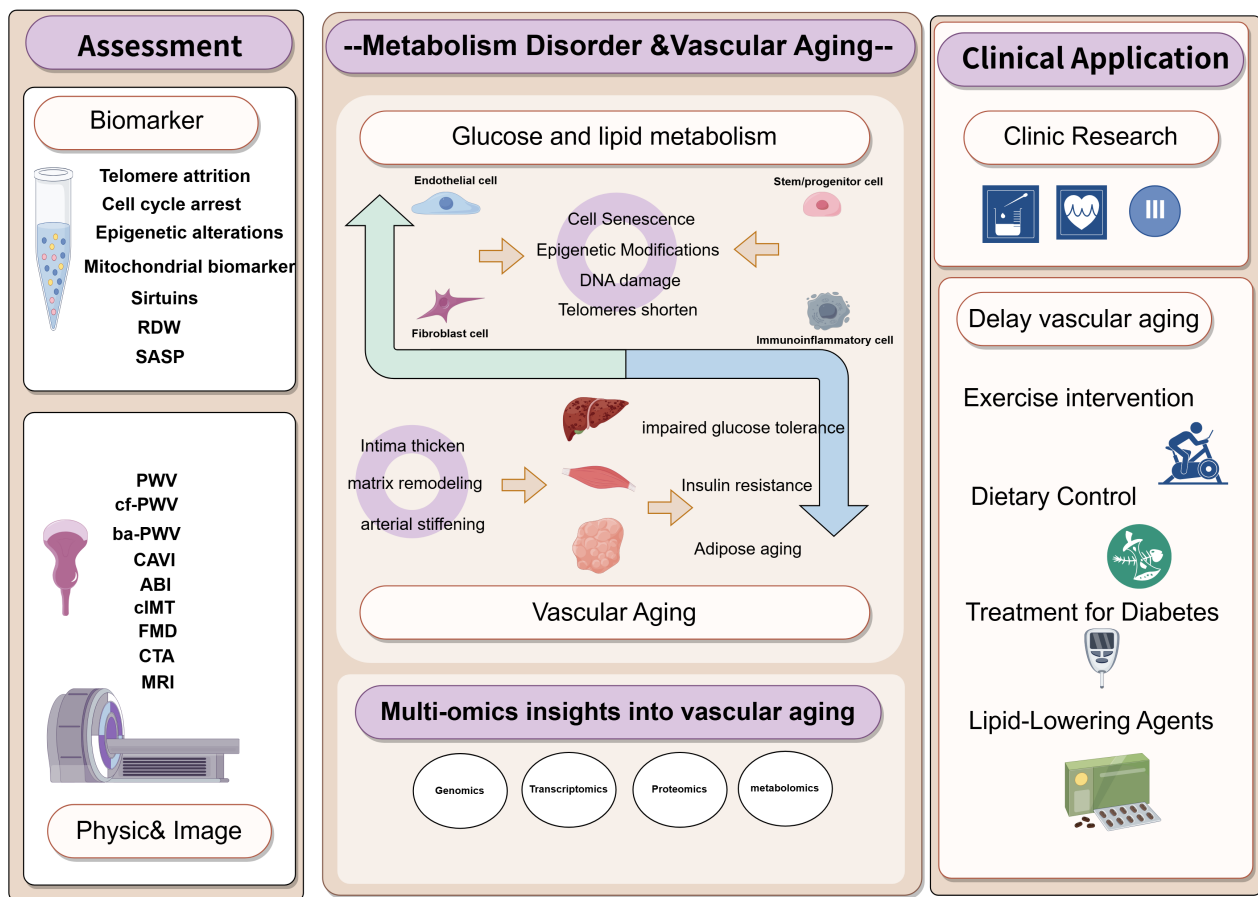 Assessment
Biomarker
Telomere attrition
Cell cycle arrest
Epigenetic alterations
Mitochondrial biomarker
Sirtuins
RDW
SASP
PWV
cf-PWV
ba-PWV
CAVI
ABI
cIMT
FMD
CTA
MRI
Physic& Image
--Metabolism Disorder &Vascular Aging--
Glucose and lipid metabolism
Endothelial cell
Stem/progenitor cell
Cell Senescence
Epigenetic Modifications
DNA damage
Telomeres shorten
Fibroblast cell
Immunoinflammatory cell
impaired glucose tolerance
Intima thicken
matrix remodeling
arterial stiffening
Insulin resistance
Adipose aging
Vascular Aging
Multi-omics insights into vascular aging
Genomics
Transcriptomics
Proteomics
metabolomics
Clinical Application
Clinic Research
III
Delay vascular aging
Exercise intervention
Dietary Control
Treatment for Diabetes
Lipid-Lowering Agents